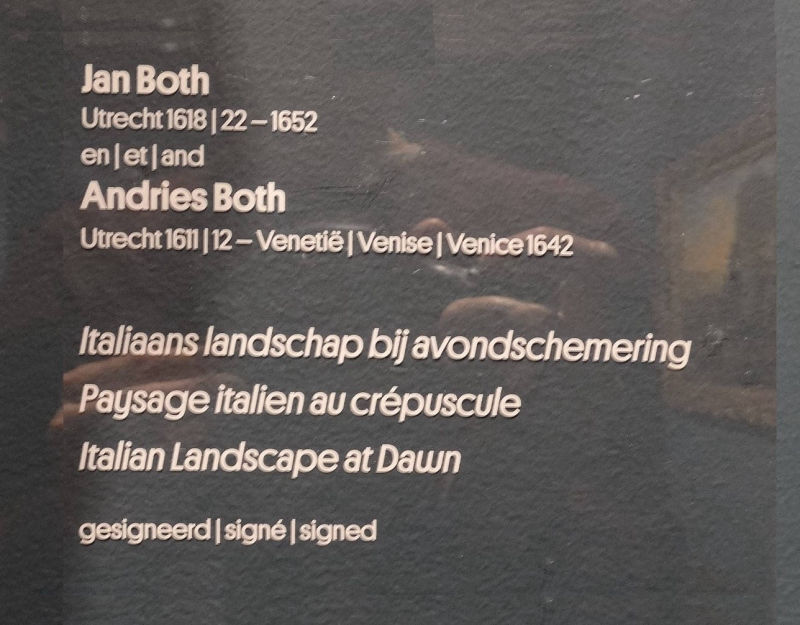 Jan Both
Utrecht 1618 | 22 – 1652
en | et | and
Andries Both
Utrecht 1611 | 12 – Venetië | Venise | Venice 1642
Italiaans landschap bij avondschemering
Paysage italien au crépuscule
Italian Landscape at Dawn
gesigneerd | signé | signed